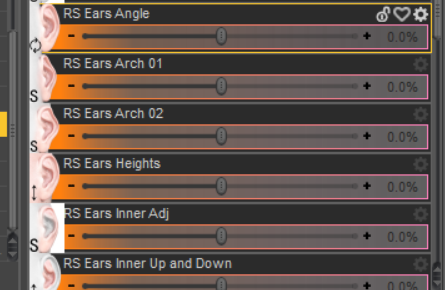 RS Ears Angle
- + 0.0%
RS Ears Arch 01
S - + 0.0%
RS Ears Arch 02
S - + 0.0%
RS Ears Heights
- + 0.0%
RS Ears Inner Adj
S - + 0.0%
RS Ears Inner Up and Down
- + 0.0%